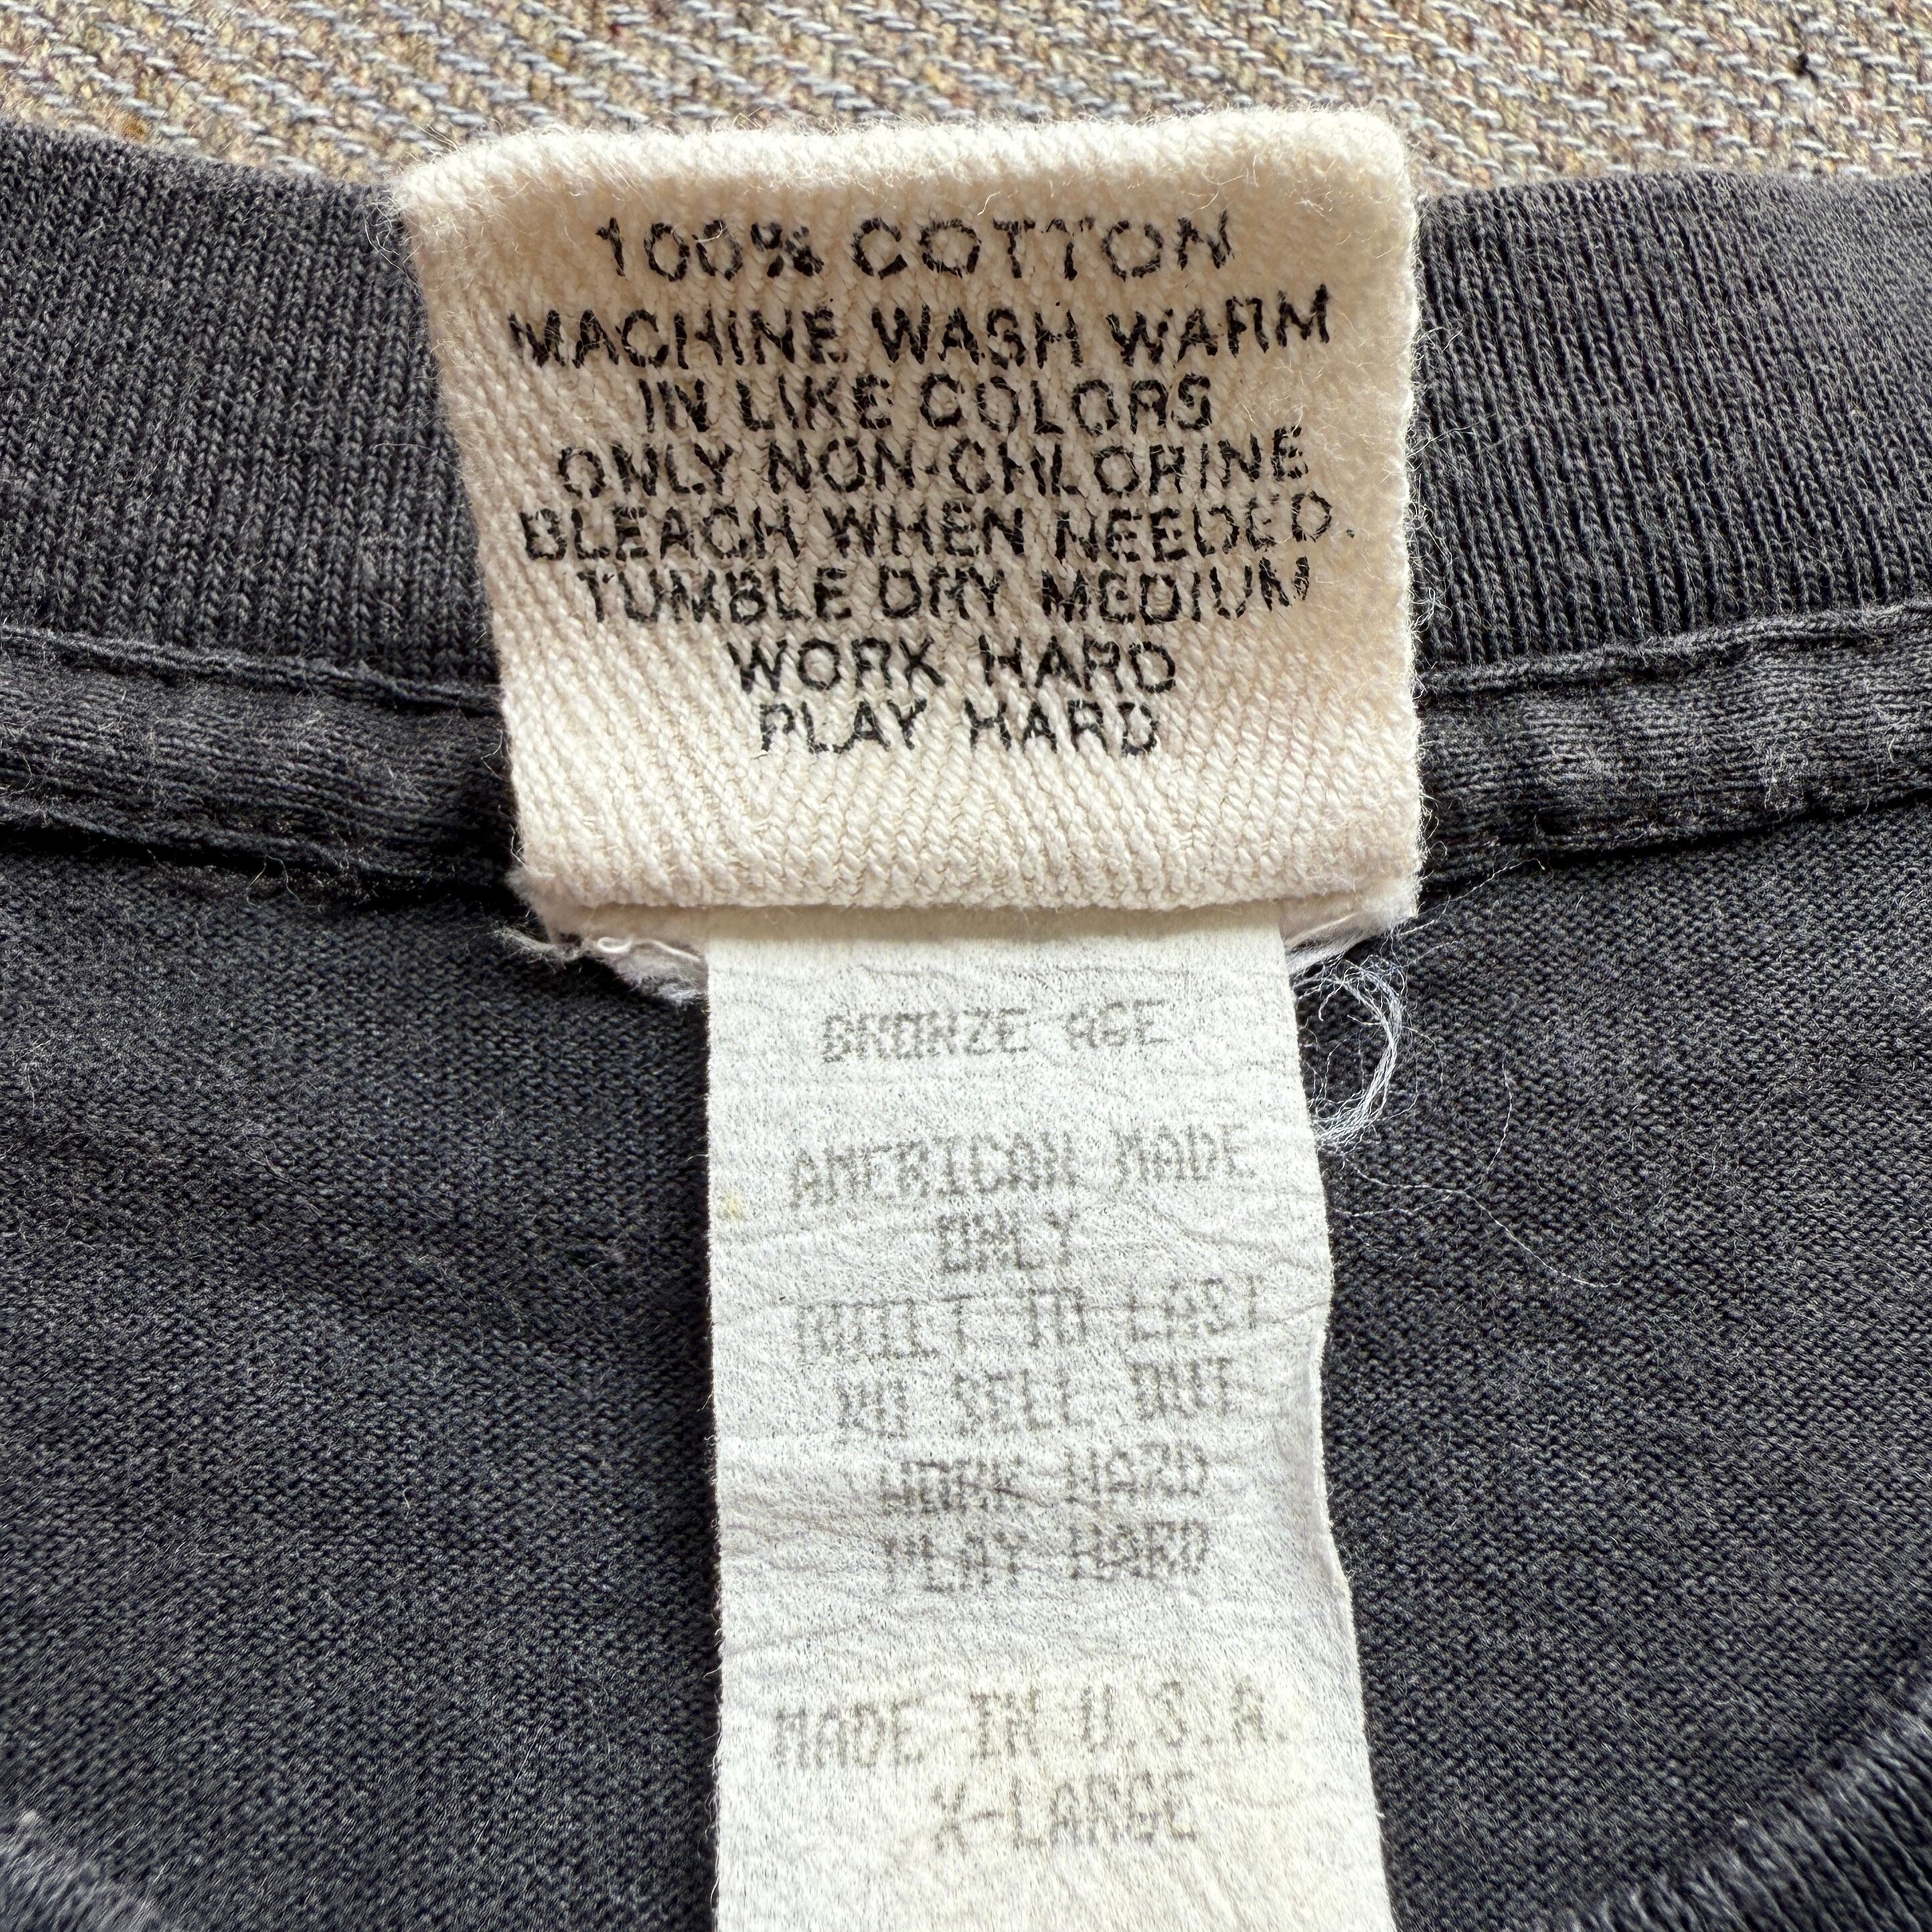 100% COTTON
MACHINE WASH WARM
IN LIKE COLORS
ONLY NON-CHLORINE
BLEACH WHEN NEEDED.
TUMBLE DRY MEDIUM
WORK HARD
PLAY HARD
BRONZE AGE
AMERICAN MADE
ONLY
BUILT TO LAST
NO SELL OUT
WORK HARD
PLAY HARD
MADE IN U.S.A.
X-LARGE